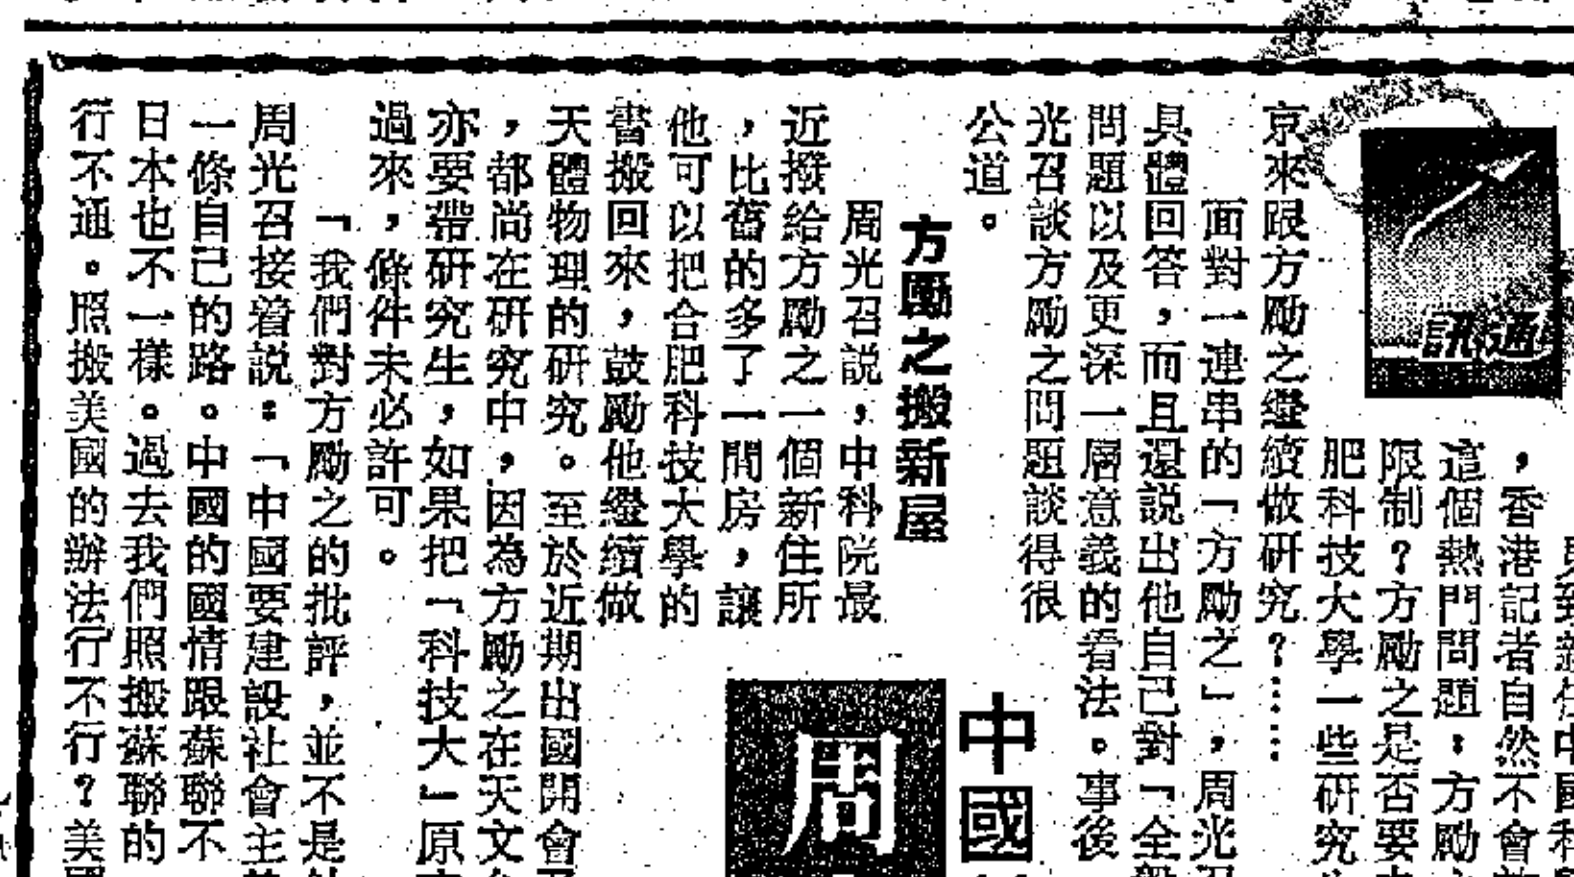 訊通
，香港記者自然不會
這個熱門問題：方勵
限制？方勵之是否要
肥科技大學一些研究
京來跟方勵之繼續做研究？……
面對一連串的「方勵之」，周光召
具體回答，而且還説出他自己對「全
問題以及更深一層意義的看法。事後
光召談方勵之問題談得很
公道。
方勵之搬新屋
周光召説，中科院最
近撥給方勵之一個新住所
，比舊的多了一間房，讓
他可以把合肥科技大學的
書搬回來，鼓勵他繼續做
天體物理的研究。至於近期出國開會
，都尚在研究中，因為方勵之在天文
亦要帶研究生，如果把「科技大」原
過來，條件未必許可。
「我們對方勵之的批評，並不是
周光召接着説：「中國要建設社會主
一條自己的路。中國的國情跟蘇聯不
日本也不一樣。過去我們照搬蘇聯的
行不通。照搬美國的辦法行不行？美國
中國
周